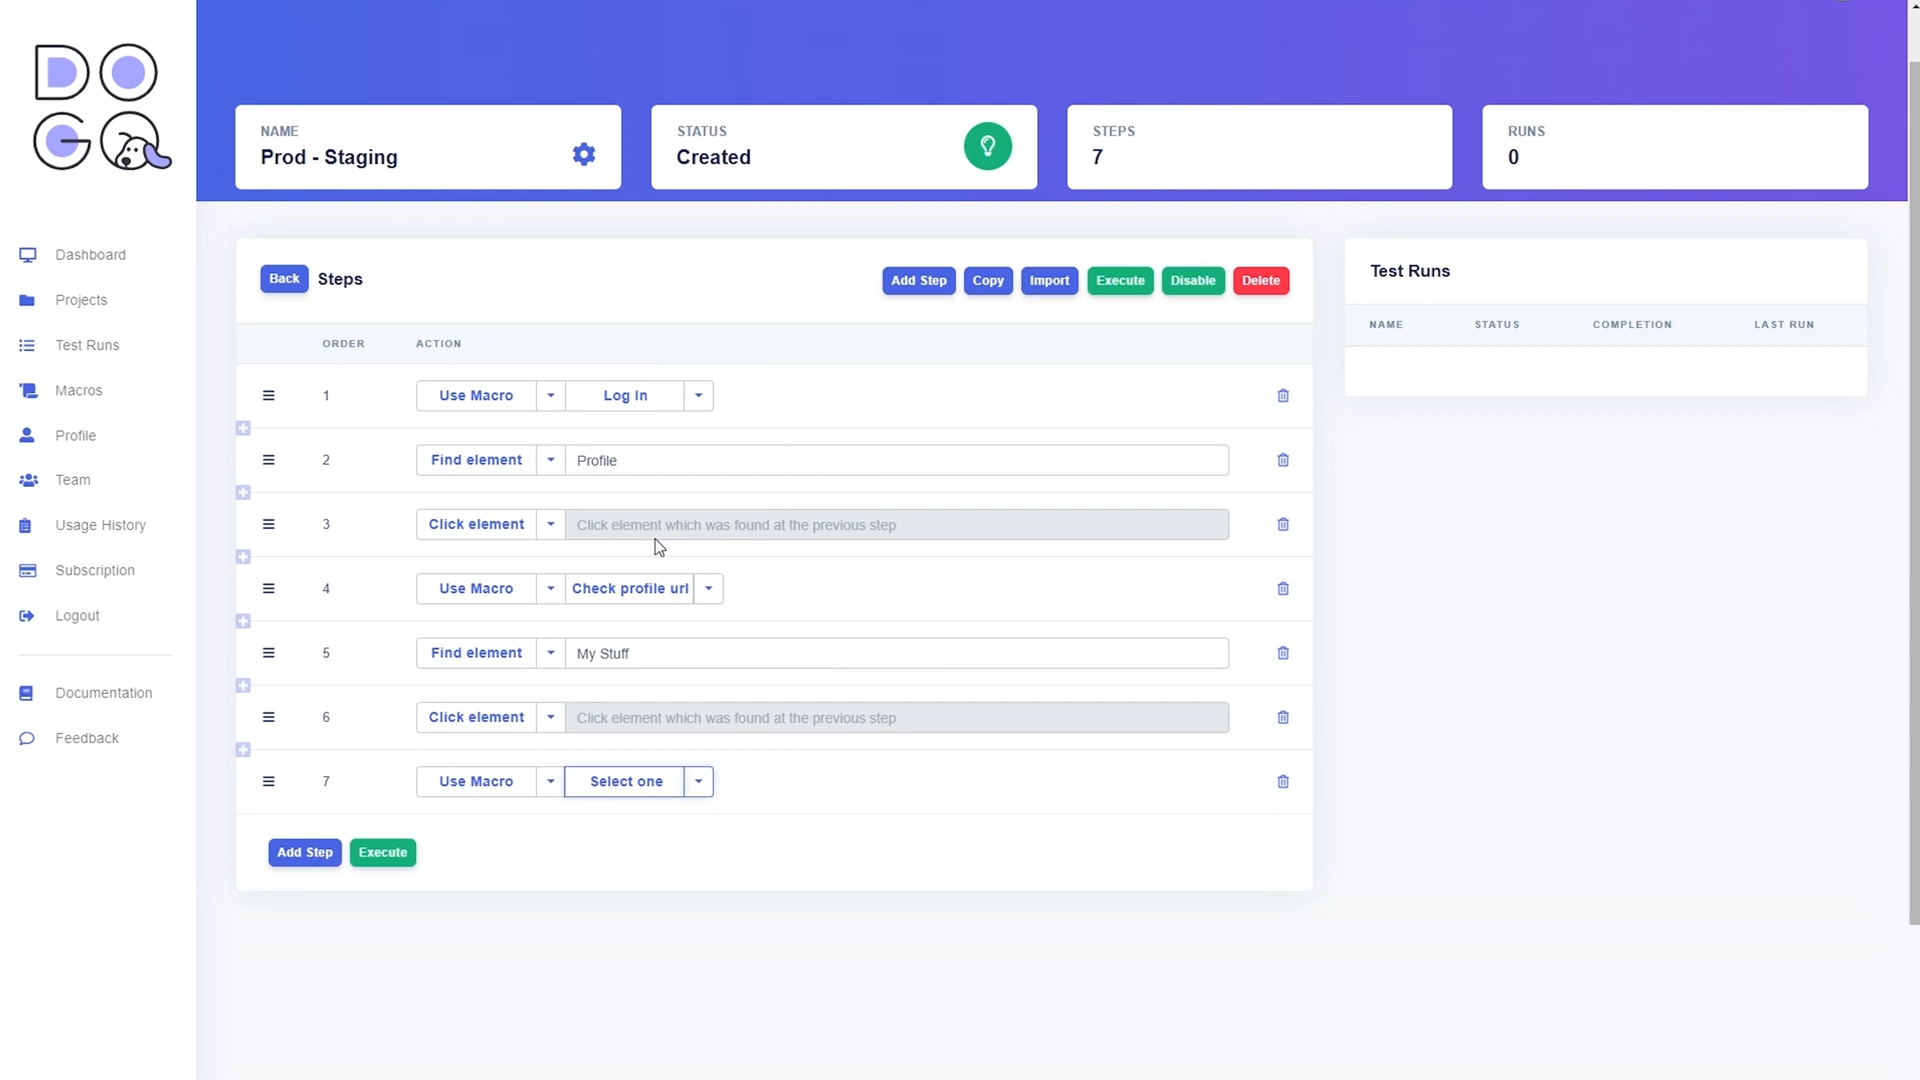 DO
GO
Dashboard
Projects
Test Runs
Macros
Profile
Team
Usage History
Subscription
Logout
Documentation
Feedback
NAME
Prod - Staging
STATUS
Created
STEPS
7
RUNS
0
Back Steps Add Step Copy Import Execute Disable Delete
ORDER ACTION
1 Use Macro Log In
2 Find element Profile
3 Click element Click element which was found at the previous step
4 Use Macro Check profile url
5 Find element My Stuff
6 Click element Click element which was found at the previous step
7 Use Macro Select one
Add Step Execute
Test Runs
NAME STATUS COMPLETION LAST RUN